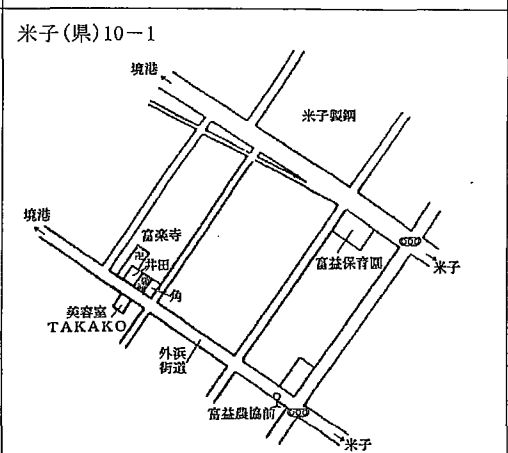 米子(県)10－1
境港
米子製鋼
境港
富楽寺
卍
井田
角
富益保育園
米子
美容室
TAKAKO
外浜
街道
富益農協前
米子